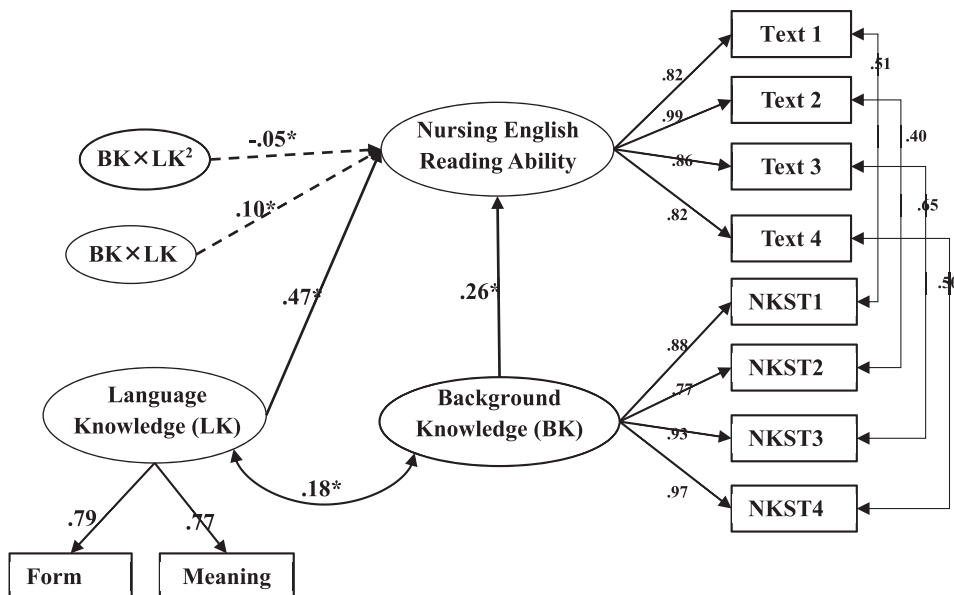 Text 1
.51
.82
Text 2
Nursing English
Reading Ability
.99
-.05*
.40
BK×LK²
.86
Text 3
.10*
.65
.82
BK×LK
Text 4
.47*
.26*
NKST1
.88
NKST2
Language
Knowledge (LK)
Background
Knowledge (BK)
.77
.93
NKST3
.18*
.97
NKST4
.79
.77
Form
Meaning